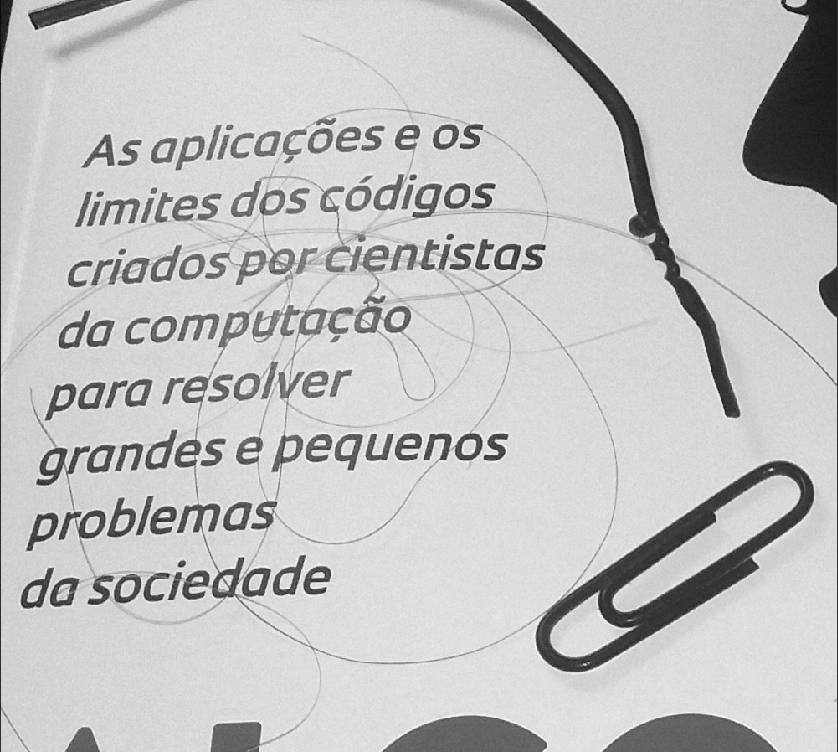 As aplicações e os
limites dos códigos
criados por cientistas
da computação
para resolver
grandes e pequenos
problemas
da sociedade